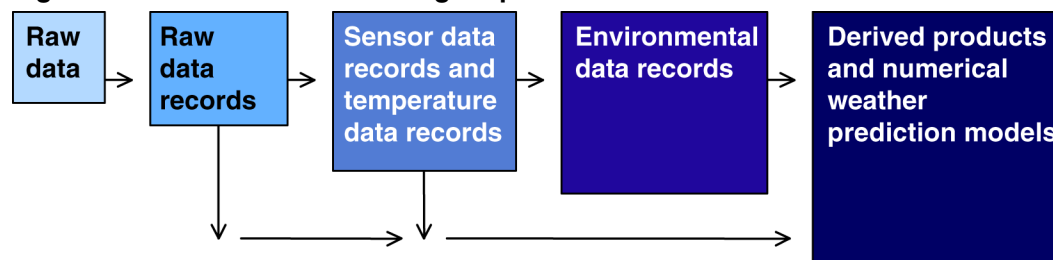 Raw
data
Raw
data
records
Sensor data
records and
temperature
data records
Environmental
data records
Derived products
and numerical
weather
prediction models